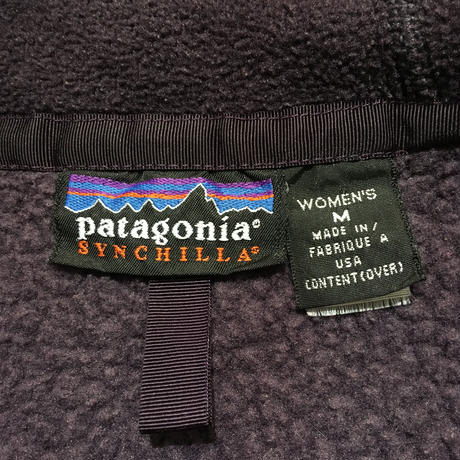 patagonia®
SYNCHILLA®
WOMEN'S
M
MADE IN/
FABRIQUE A
USA
CONTENT(OVER)